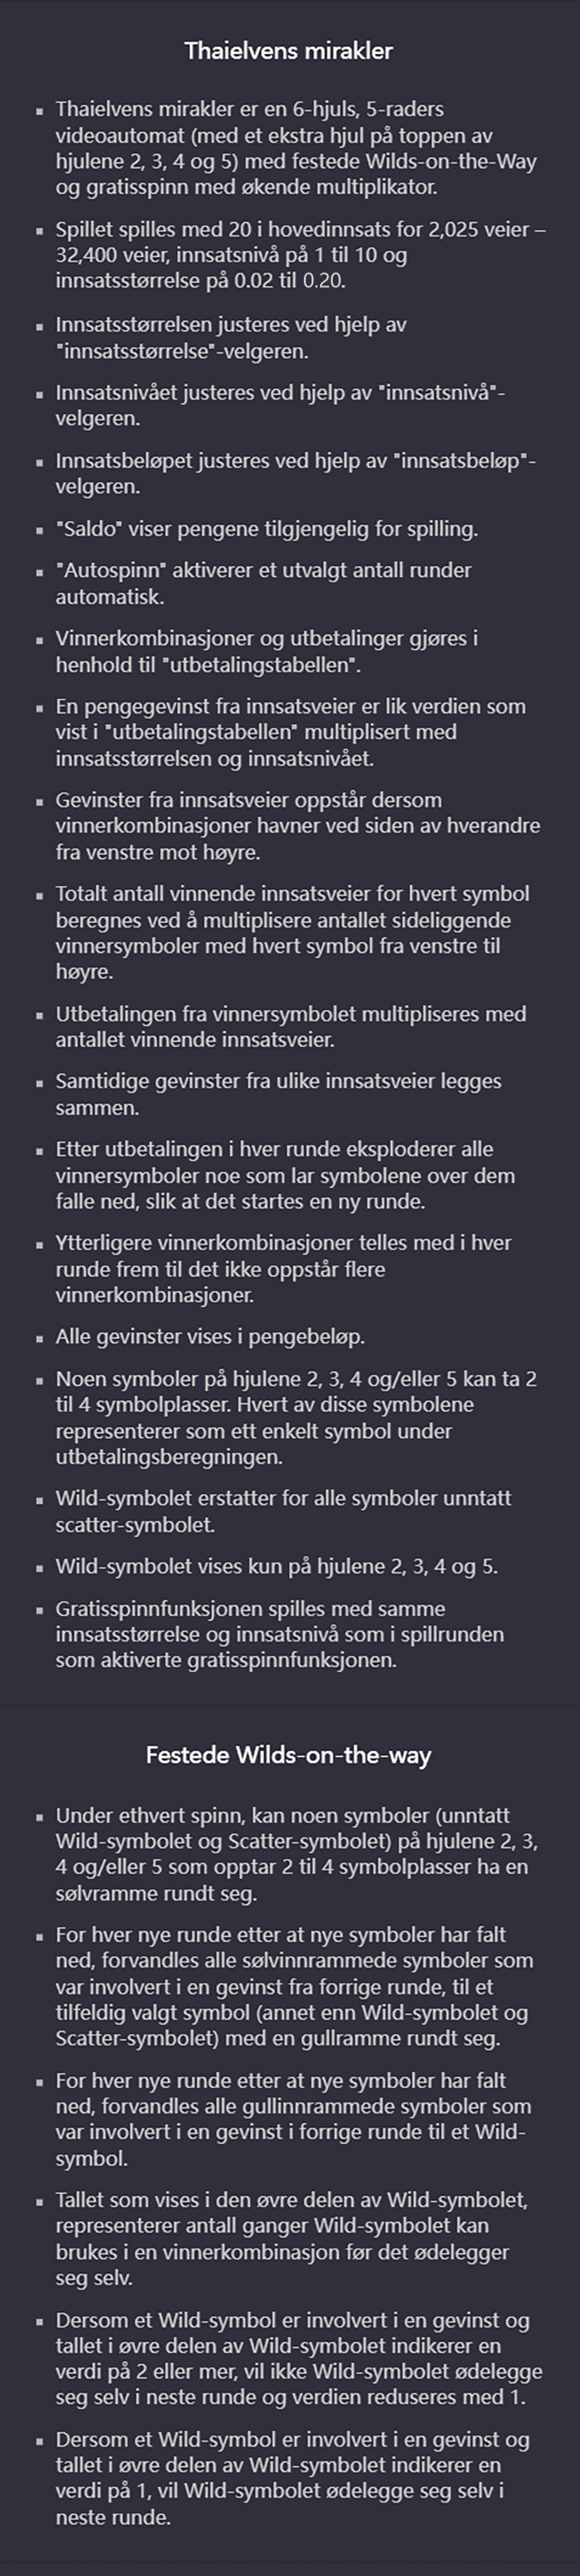 Thaielvens mirakler
▪ Thaielvens mirakler er en 6-hjuls, 5-raders
videoautomat (med et ekstra hjul på toppen av
hjulene 2, 3, 4 og 5) med festede Wilds-on-the-Way
og gratisspinn med økende multiplikator.
▪ Spillet spilles med 20 i hovedinnsats for 2,025 veier –
32,400 veier, innsatsnivå på 1 til 10 og
innsatsstørrelse på 0.02 til 0.20.
▪ Innsatsstørrelsen justeres ved hjelp av
"innsatsstørrelse"-velgeren.
▪ Innsatsnivået justeres ved hjelp av "innsatsnivå"-
velgeren.
▪ Innsatsbeløpet justeres ved hjelp av "innsatsbeløp"-
velgeren.
▪ "Saldo" viser pengene tilgjengelig for spilling.
▪ "Autospinn" aktiverer et utvalgt antall runder
automatisk.
▪ Vinnerkombinasjoner og utbetalinger gjøres i
henhold til "utbetalingstabellen".
▪ En pengegevinst fra innsatsveier er lik verdien som
vist i "utbetalingstabellen" multiplisert med
innsatsstørrelsen og innsatsnivået.
▪ Gevinster fra innsatsveier oppstår dersom
vinnerkombinasjoner havner ved siden av hverandre
fra venstre mot høyre.
▪ Totalt antall vinnende innsatsveier for hvert symbol
beregnes ved å multiplisere antallet sideliggende
vinnersymboler med hvert symbol fra venstre til
høyre.
▪ Utbetalingen fra vinnersymbolet multipliseres med
antallet vinnende innsatsveier.
▪ Samtidige gevinster fra ulike innsatsveier legges
sammen.
▪ Etter utbetalingen i hver runde eksploderer alle
vinnersymboler noe som lar symbolene over dem
falle ned, slik at det startes en ny runde.
▪ Ytterligere vinnerkombinasjoner telles med i hver
runde frem til det ikke oppstår flere
vinnerkombinasjoner.
▪ Alle gevinster vises i pengebeløp.
▪ Noen symboler på hjulene 2, 3, 4 og/eller 5 kan ta 2
til 4 symbolplasser. Hvert av disse symbolene
representerer som ett enkelt symbol under
utbetalingsberegningen.
▪ Wild-symbolet erstatter for alle symboler unntatt
scatter-symbolet.
▪ Wild-symbolet vises kun på hjulene 2, 3, 4 og 5.
▪ Gratisspinnfunksjonen spilles med samme
innsatsstørrelse og innsatsnivå som i spillrunden
som aktiverte gratisspinnfunksjonen.
Festede Wilds-on-the-way
▪ Under ethvert spinn, kan noen symboler (unntatt
Wild-symbolet og Scatter-symbolet) på hjulene 2, 3,
4 og/eller 5 som opptar 2 til 4 symbolplasser ha en
sølvramme rundt seg.
▪ For hver nye runde etter at nye symboler har falt
ned, forvandles alle sølvinnrammede symboler som
var involvert i en gevinst fra forrige runde, til et
tilfeldig valgt symbol (annet enn Wild-symbolet og
Scatter-symbolet) med en gullramme rundt seg.
▪ For hver nye runde etter at nye symboler har falt
ned, forvandles alle gullinnrammede symboler som
var involvert i en gevinst i forrige runde til et Wild-
symbol.
▪ Tallet som vises i den øvre delen av Wild-symbolet,
representerer antall ganger Wild-symbolet kan
brukes i en vinnerkombinasjon før det ødelegger
seg selv.
▪ Dersom et Wild-symbol er involvert i en gevinst og
tallet i øvre delen av Wild-symbolet indikerer en
verdi på 2 eller mer, vil ikke Wild-symbolet ødelegge
seg selv i neste runde og verdien reduseres med 1.
▪ Dersom et Wild-symbol er involvert i en gevinst og
tallet i øvre delen av Wild-symbolet indikerer en
verdi på 1, vil Wild-symbolet ødelegge seg selv i
neste runde.